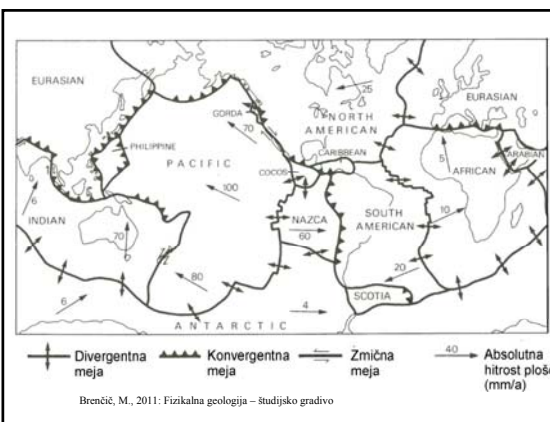 EURASIAN
25
EURASIAN
GORDA
70
NORTH
AMERICAN
PHILIPPINE
CARIBBEAN
ARABIAN
PACIFIC
COCOS
5
AFRICAN
6
100
INDIAN
NAZCA
SOUTH
AMERICAN
10
70
60
80
20
6
4
SCOTIA
ANTARCTIC
Divergentna
meja
Konvergentna
meja
Zmična
meja
40
Absolutna
hitrost ploše
(mm/a)
Brenčič, M., 2011: Fizikalna geologija – študijsko gradivo